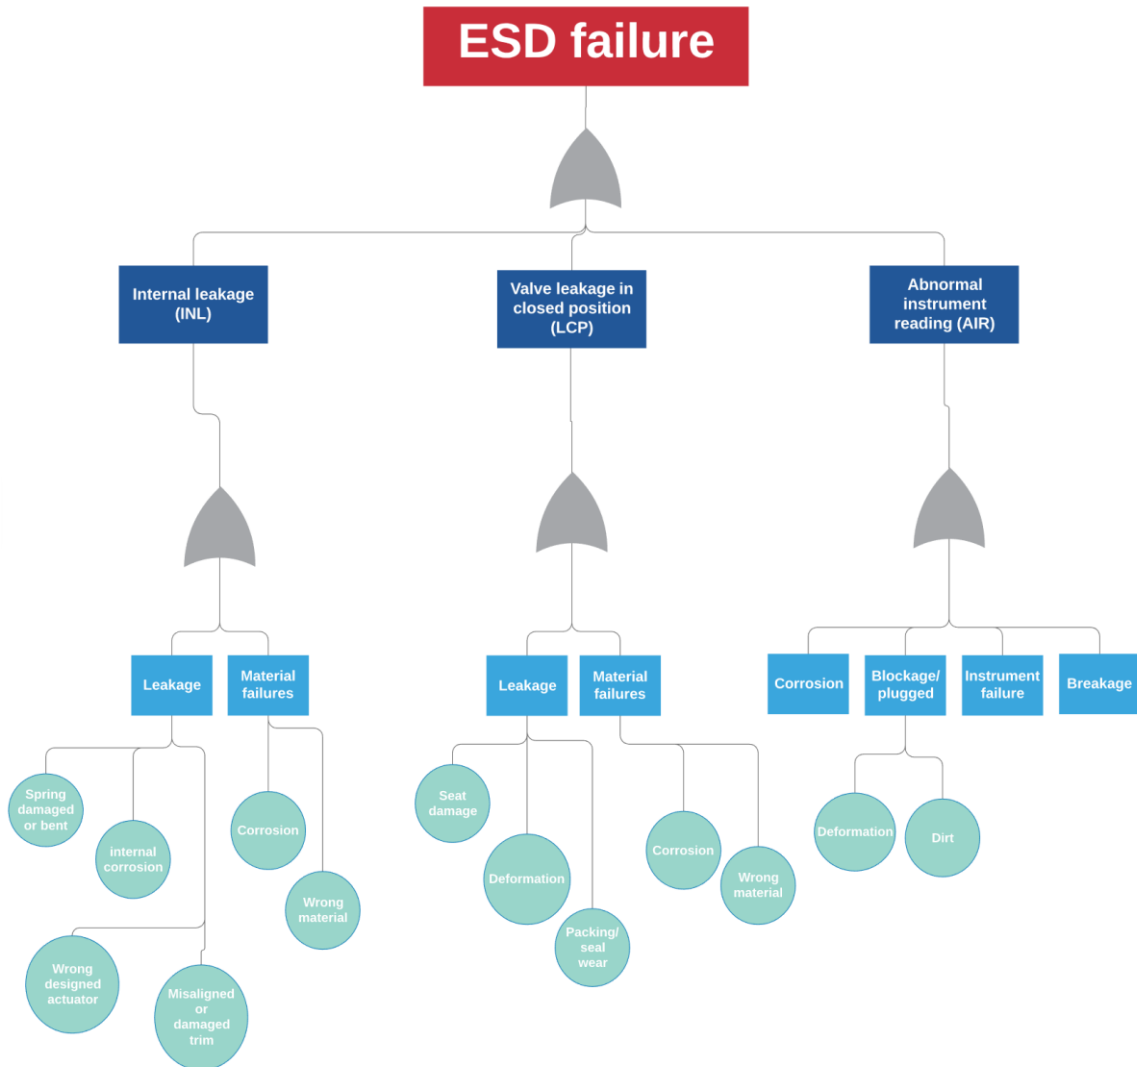 ESD failure
Internal leakage
(INL)
Valve leakage in
closed position
(LCP)
Abnormal
instrument
reading (AIR)
Leakage
Material
failures
Leakage
Material
failures
Corrosion
Blockage/
plugged
Instrument
failure
Breakage
Spring
damaged
or bent
internal
corrosion
Corrosion
Wrong
material
Wrong
designed
actuator
Misaligned
or
damaged
trim
Seat
damage
Deformation
Packing/
seal
wear
Corrosion
Wrong
material
Deformation
Dirt